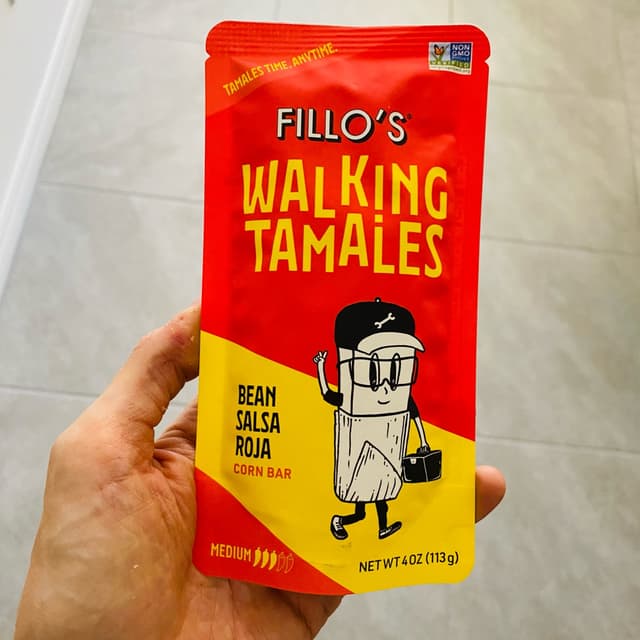 TAMALES TIME. ANYTIME.
NON
GMO
VERIFIED
FILLO'S®
WALKING
TAMALES
BEAN
SALSA
ROJA
CORN BAR
MEDIUM
NET WT 4 OZ (113 g)